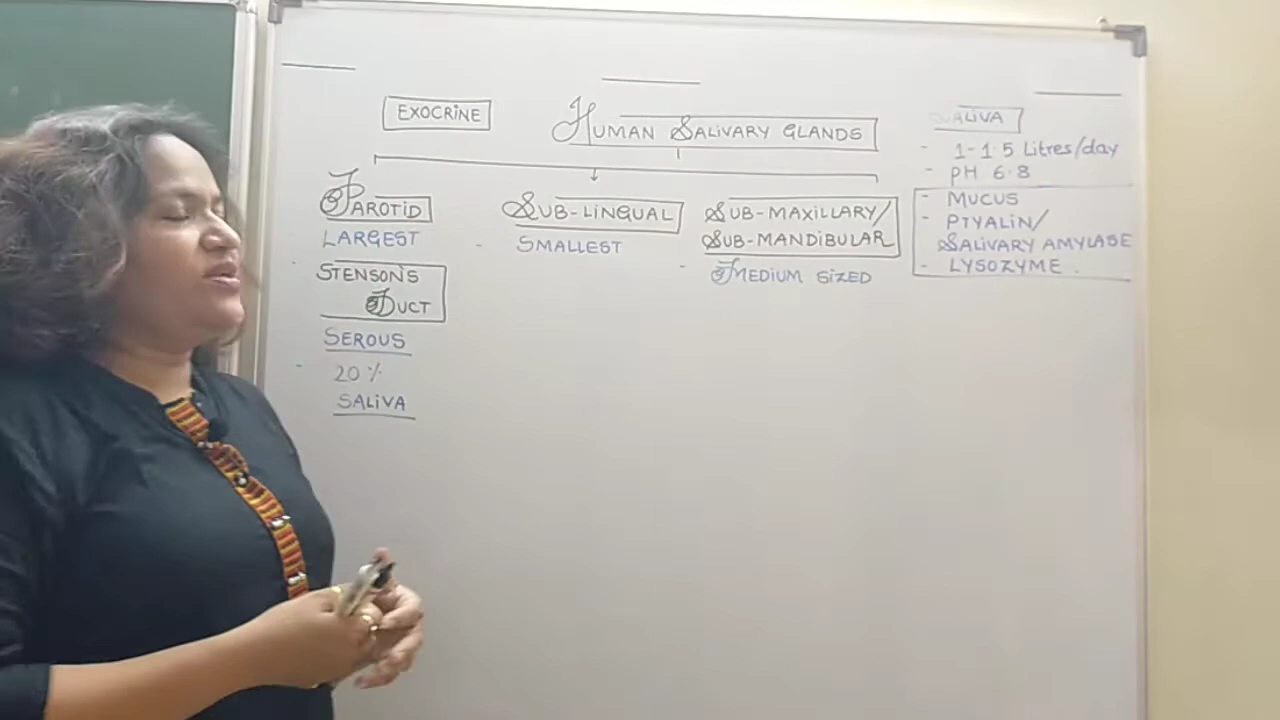 EXOCRINE
HUMAN SALIVARY GLANDS
SALIVA
- 1-1.5 Litres/day
- PH 6.8
- MUCUS
- PTYALIN/
SALIVARY AMYLASE
- LYSOZYME.
PAROTID
LARGEST
- STENSON'S
DUCT
SEROUS
- 20%
SALIVA
SUB-LINGUAL
- SMALLEST
SUB-MAXILLARY/
SUB-MANDIBULAR
- MEDIUM SIZED